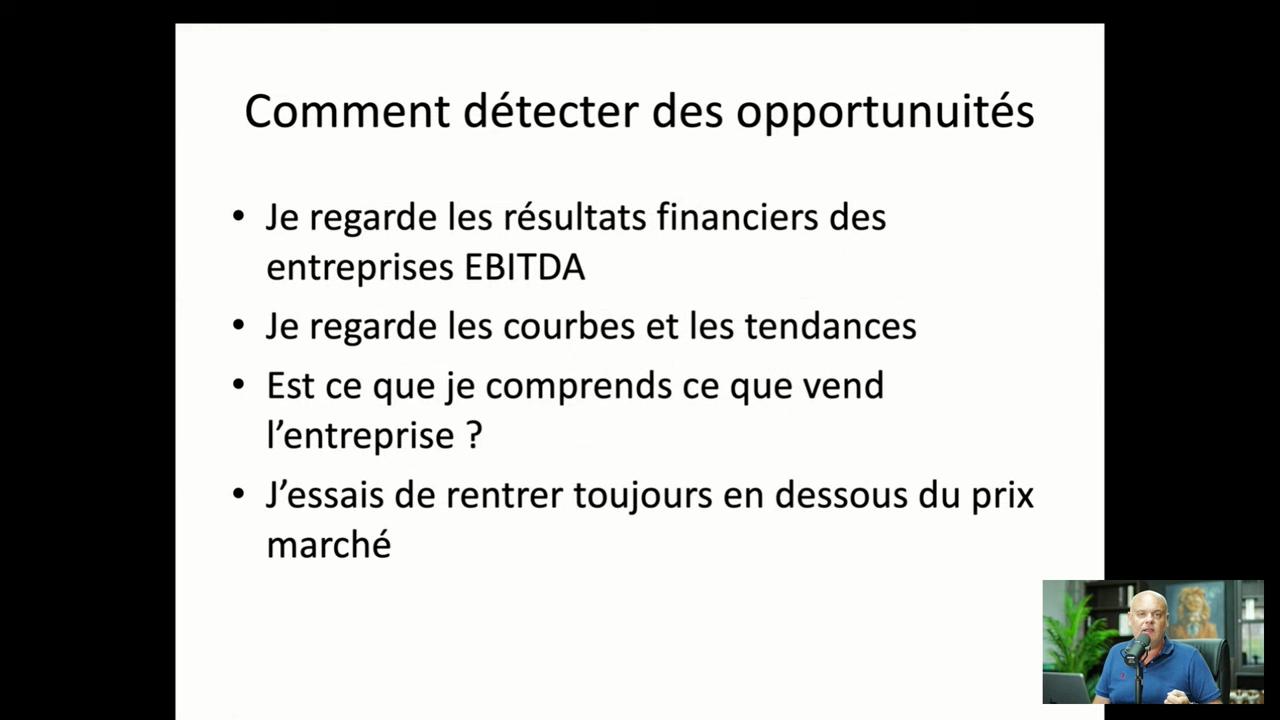 Comment détecter des opportunuités
• Je regarde les résultats financiers des
entreprises EBITDA
• Je regarde les courbes et les tendances
• Est ce que je comprends ce que vend
l’entreprise ?
• J’essais de rentrer toujours en dessous du prix
marché